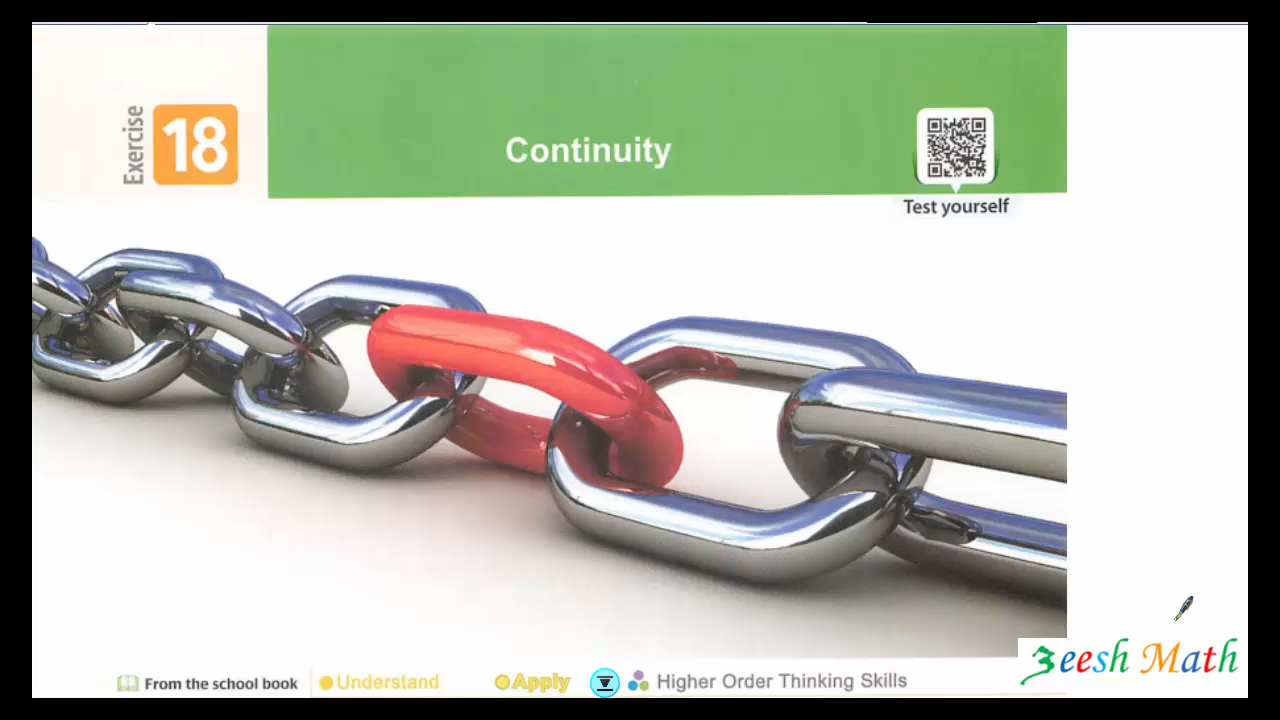 Exercise 18
Continuity
Test yourself
From the school book
Understand
Apply
Higher Order Thinking Skills
Zeesh Math